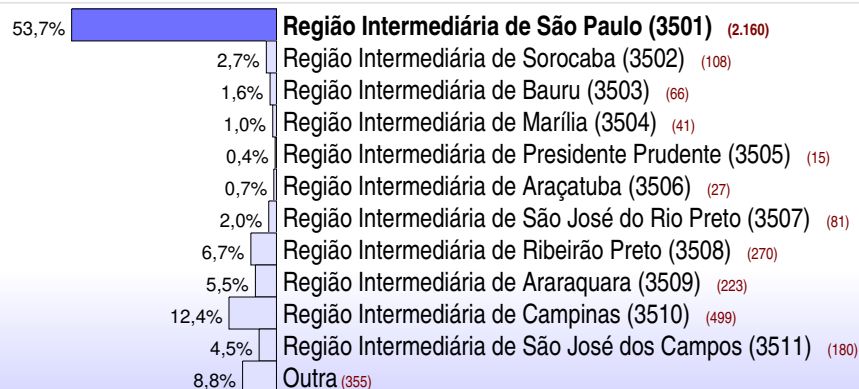 53,7% Região Intermediária de São Paulo (3501) (2.160)
2,7% Região Intermediária de Sorocaba (3502) (108)
1,6% Região Intermediária de Bauru (3503) (66)
1,0% Região Intermediária de Marília (3504) (41)
0,4% Região Intermediária de Presidente Prudente (3505) (15)
0,7% Região Intermediária de Araçatuba (3506) (27)
2,0% Região Intermediária de São José do Rio Preto (3507) (81)
6,7% Região Intermediária de Ribeirão Preto (3508) (270)
5,5% Região Intermediária de Araraquara (3509) (223)
12,4% Região Intermediária de Campinas (3510) (499)
4,5% Região Intermediária de São José dos Campos (3511) (180)
8,8% Outra (355)